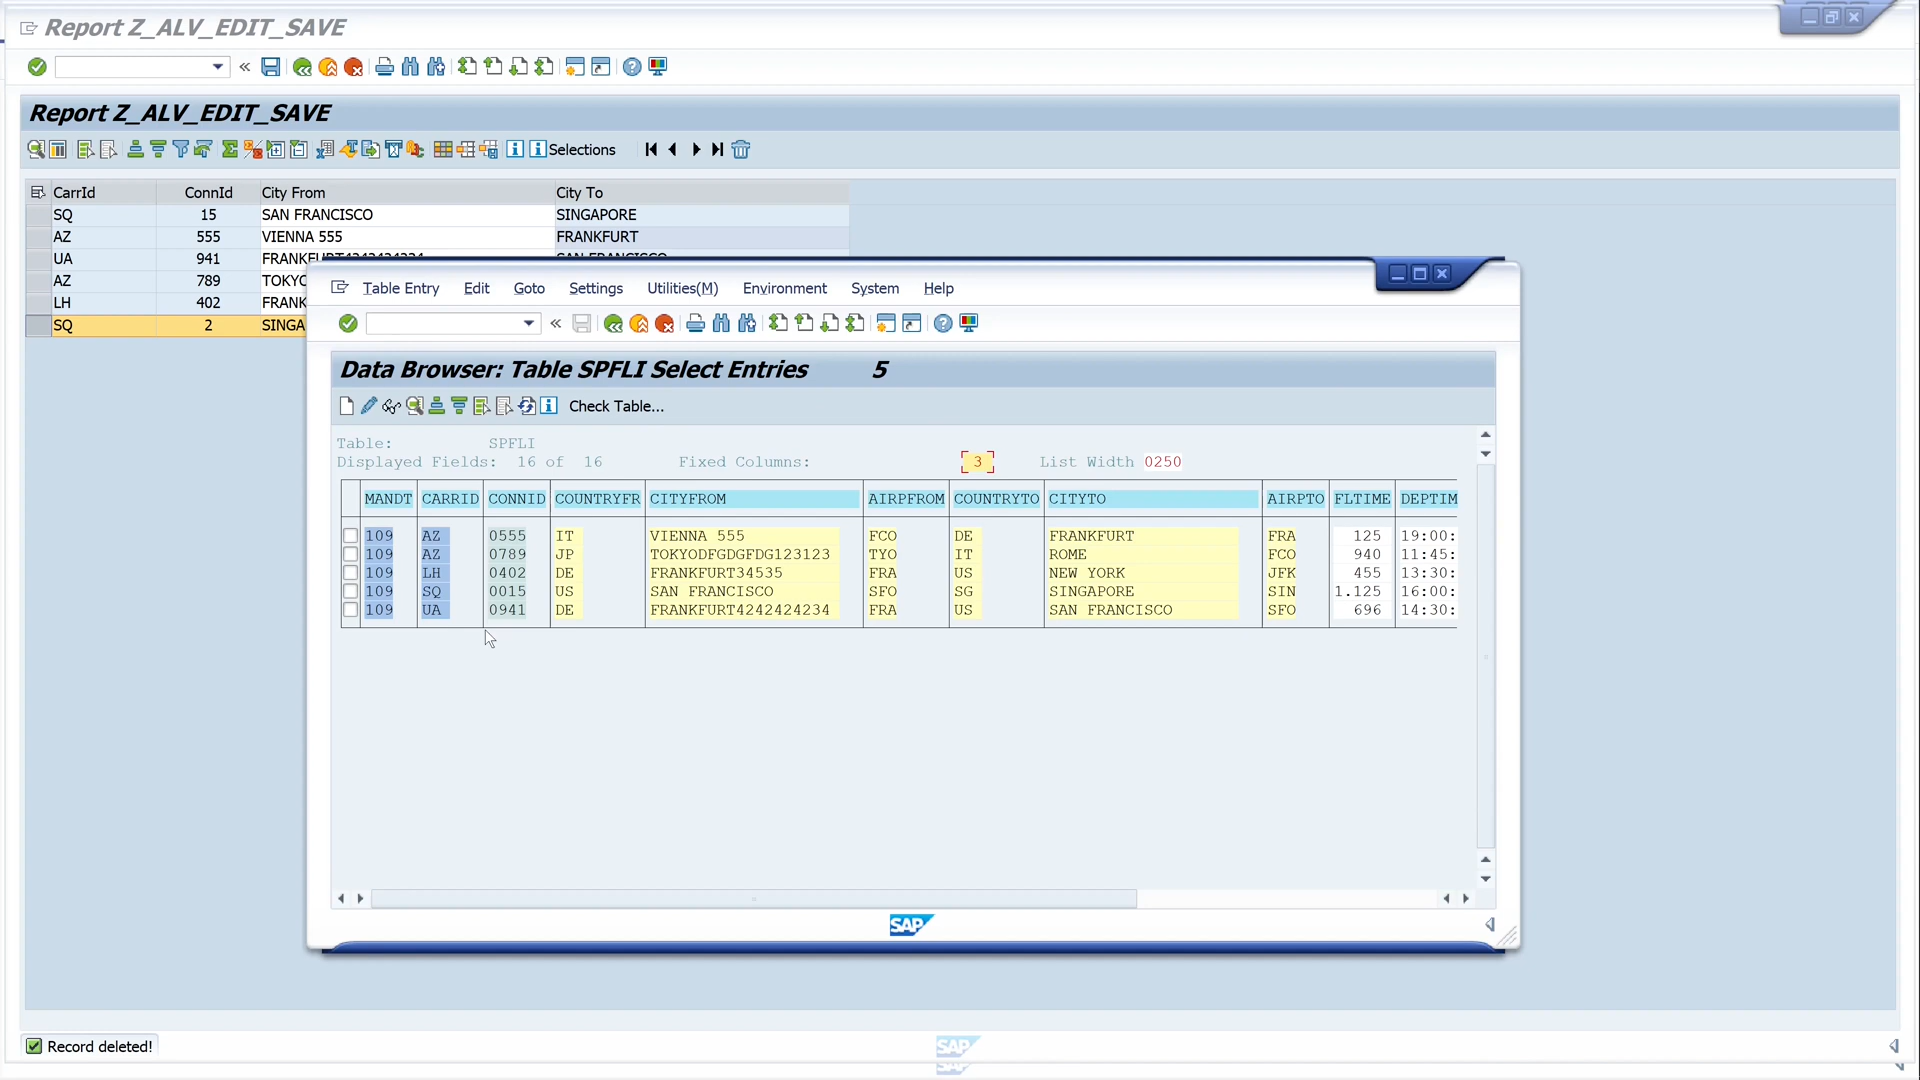 Report Z_ALV_EDIT_SAVE
Report Z_ALV_EDIT_SAVE
Selections
CarrId ConnId City From City To
SQ 15 SAN FRANCISCO SINGAPORE
AZ 555 VIENNA 555 FRANKFURT
UA 941
AZ 789 TOKYO
LH 402 FRANK
SQ 2 SINGA
Table Entry Edit Goto Settings Utilities(M) Environment System Help
Data Browser: Table SPFLI Select Entries 5
Check Table...
Table: SPFLI
Displayed Fields: 16 of 16 Fixed Columns: 3 List Width 0250
MANDT CARRID CONNID COUNTRYFR CITYFROM AIRPFROM COUNTRYTO CITYTO AIRPTO FLTIME DEPTIM
109 AZ 0555 IT VIENNA 555 FCO DE FRANKFURT FRA 125 19:00:
109 AZ 0789 JP TOKYODFGDGFDG123123 TYO IT ROME FCO 940 11:45:
109 LH 0402 DE FRANKFURT34535 FRA US NEW YORK JFK 455 13:30:
109 SQ 0015 US SAN FRANCISCO SFO SG SINGAPORE SIN 1.125 16:00:
109 UA 0941 DE FRANKFURT4242424234 FRA US SAN FRANCISCO SFO 696 14:30:
SAP
Record deleted!
SAP